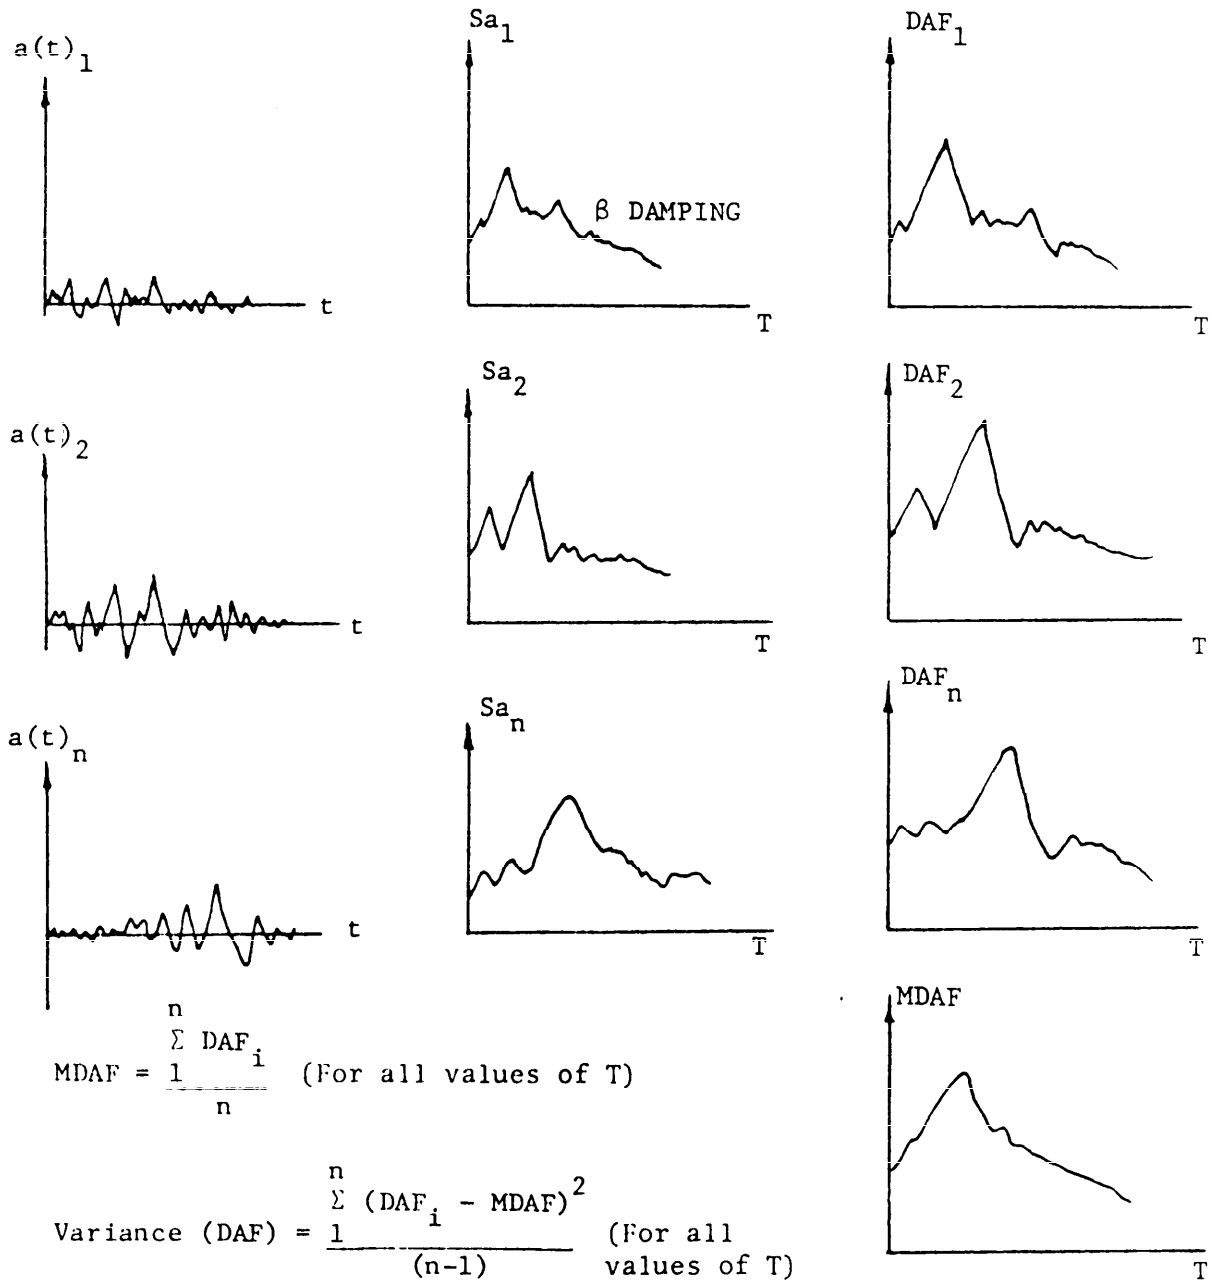 a(t)1
t
Sa1
β DAMPING
T
DAF1
T
a(t)2
t
Sa2
T
DAF2
T
a(t)n
t
San
T
DAFn
T
MDAF
T
n
Σ DAFi
MDAF = 1 (For all values of T)
n
n
Σ (DAFi - MDAF)2
Variance (DAF) = 1 (For all
(n-1) values of T)